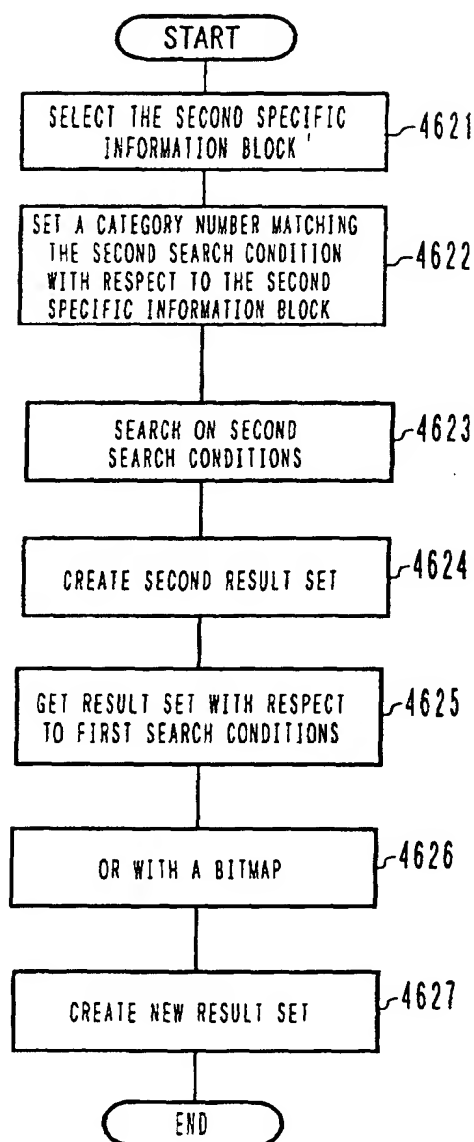 START
SELECT THE SECOND SPECIFIC
INFORMATION BLOCK '
4621
SET A CATEGORY NUMBER MATCHING
THE SECOND SEARCH CONDITION
WITH RESPECT TO THE SECOND
SPECIFIC INFORMATION BLOCK
4622
SEARCH ON SECOND
SEARCH CONDITIONS
4623
CREATE SECOND RESULT SET
4624
GET RESULT SET WITH RESPECT
TO FIRST SEARCH CONDITIONS
4625
OR WITH A BITMAP
4626
CREATE NEW RESULT SET
4627
END